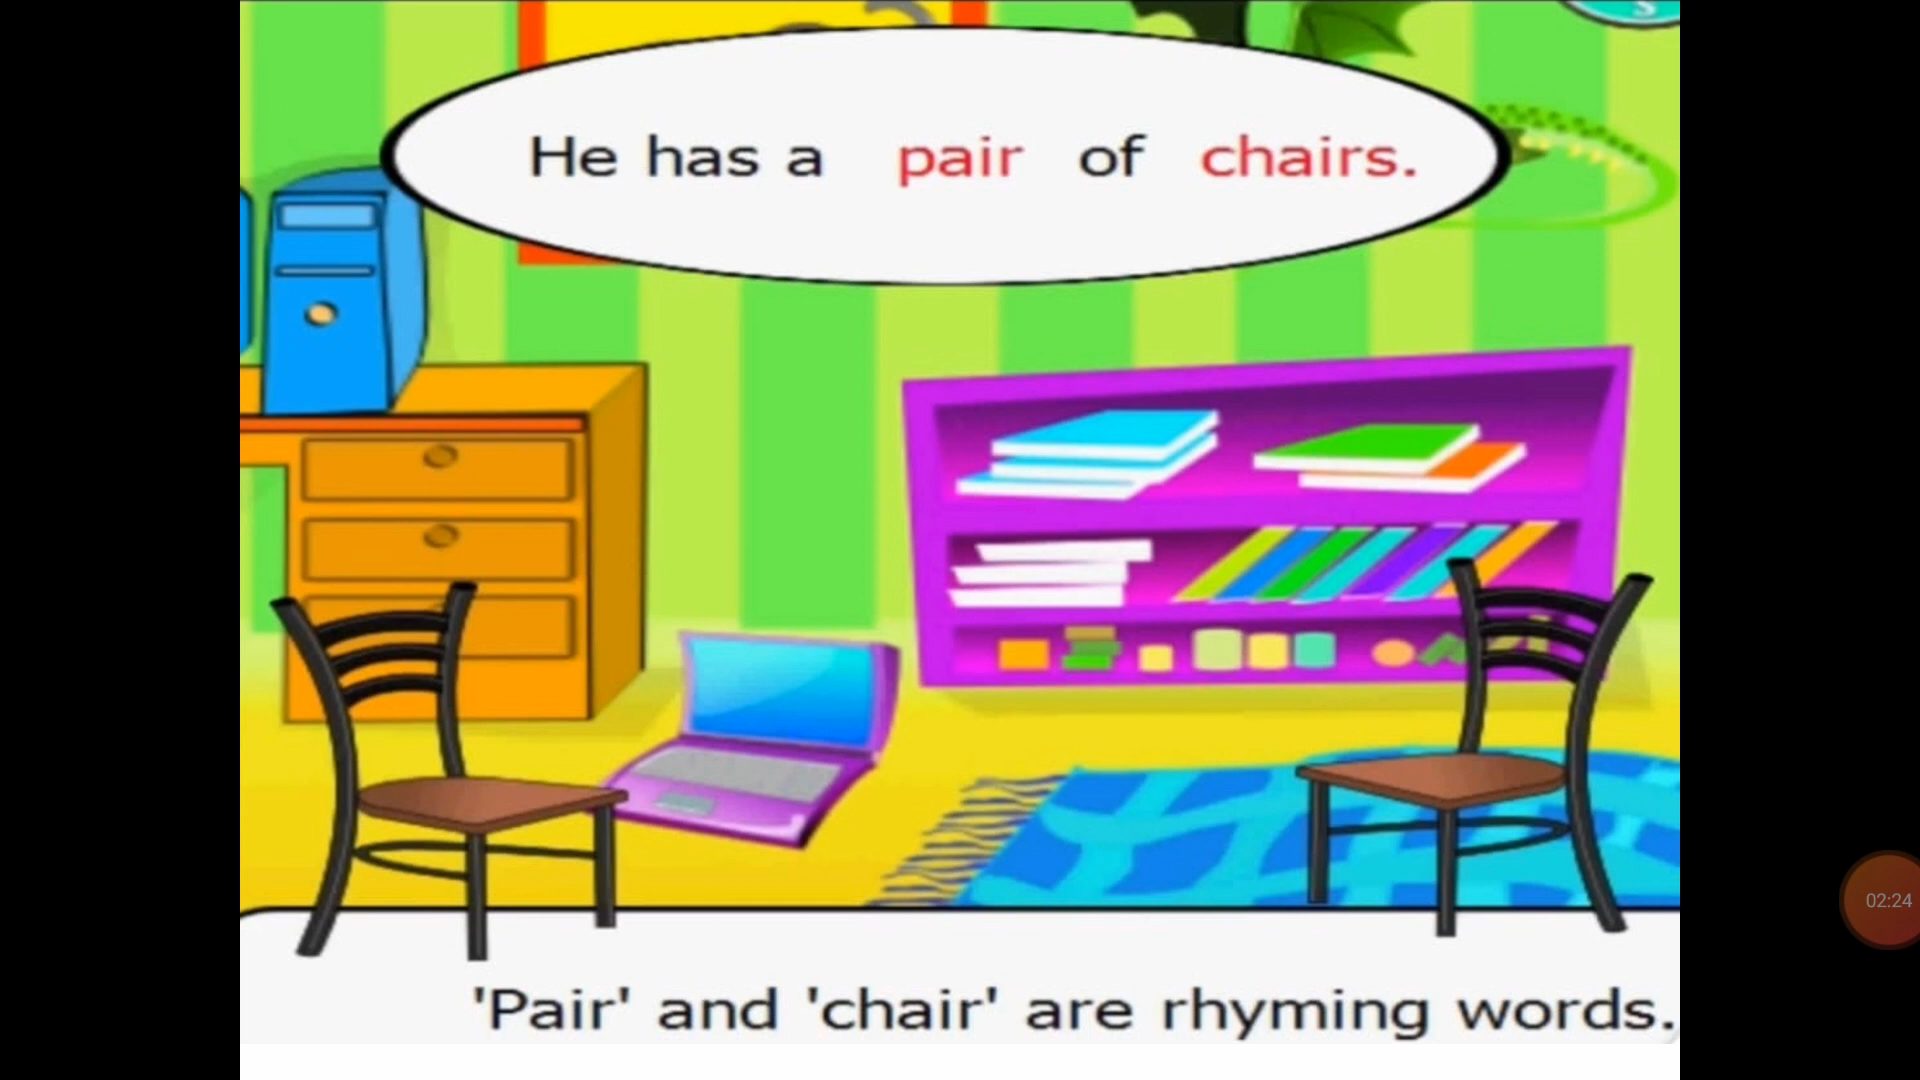 He has a pair of chairs.
'Pair' and 'chair' are rhyming words.
02:24